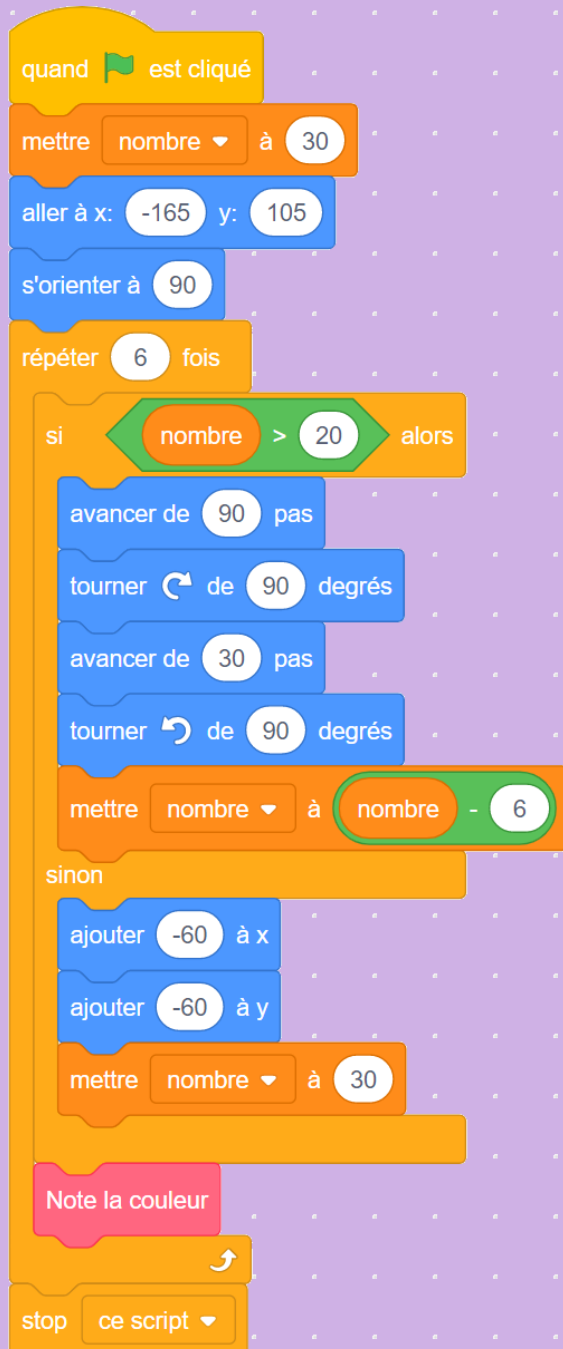 quand est cliqué
mettre nombre à 30
aller à x: -165 y: 105
s'orienter à 90
répéter 6 fois
si nombre > 20 alors
avancer de 90 pas
tourner de 90 degrés
avancer de 30 pas
tourner de 90 degrés
mettre nombre à nombre - 6
sinon
ajouter -60 à x
ajouter -60 à y
mettre nombre à 30
Note la couleur
stop ce script